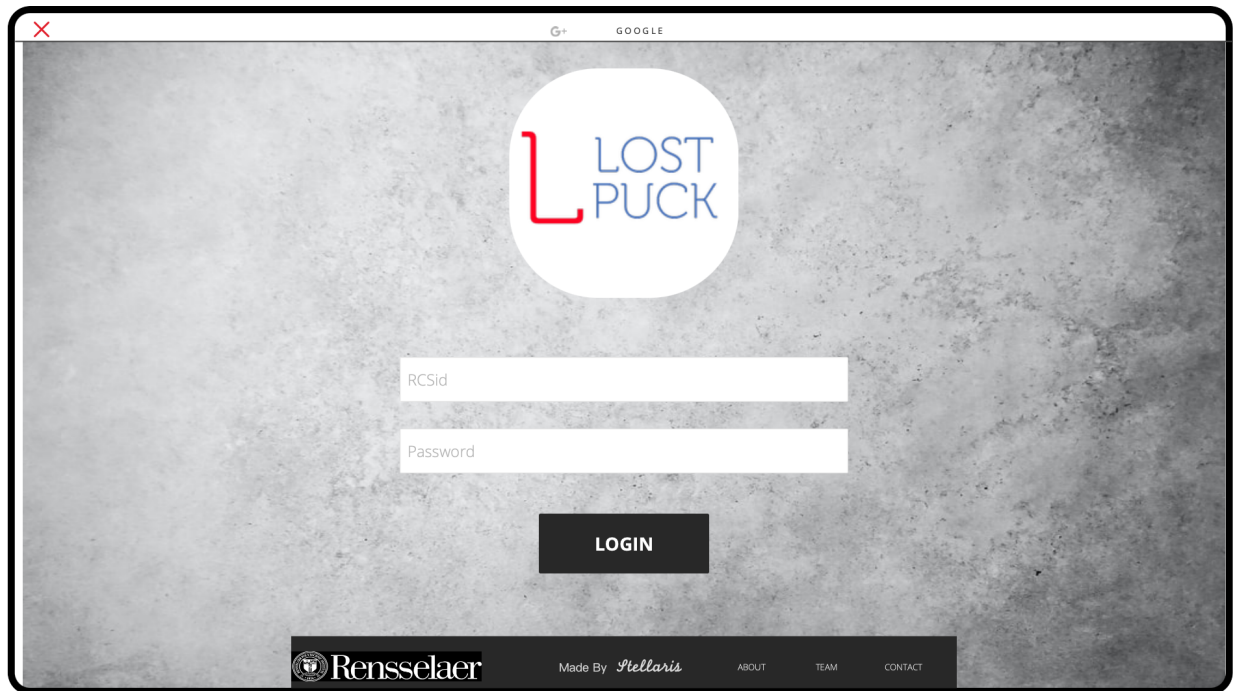 G+ GOOGLE
L LOST
PUCK
RCSid
Password
LOGIN
Rensselaer Made By Stellaris ABOUT TEAM CONTACT